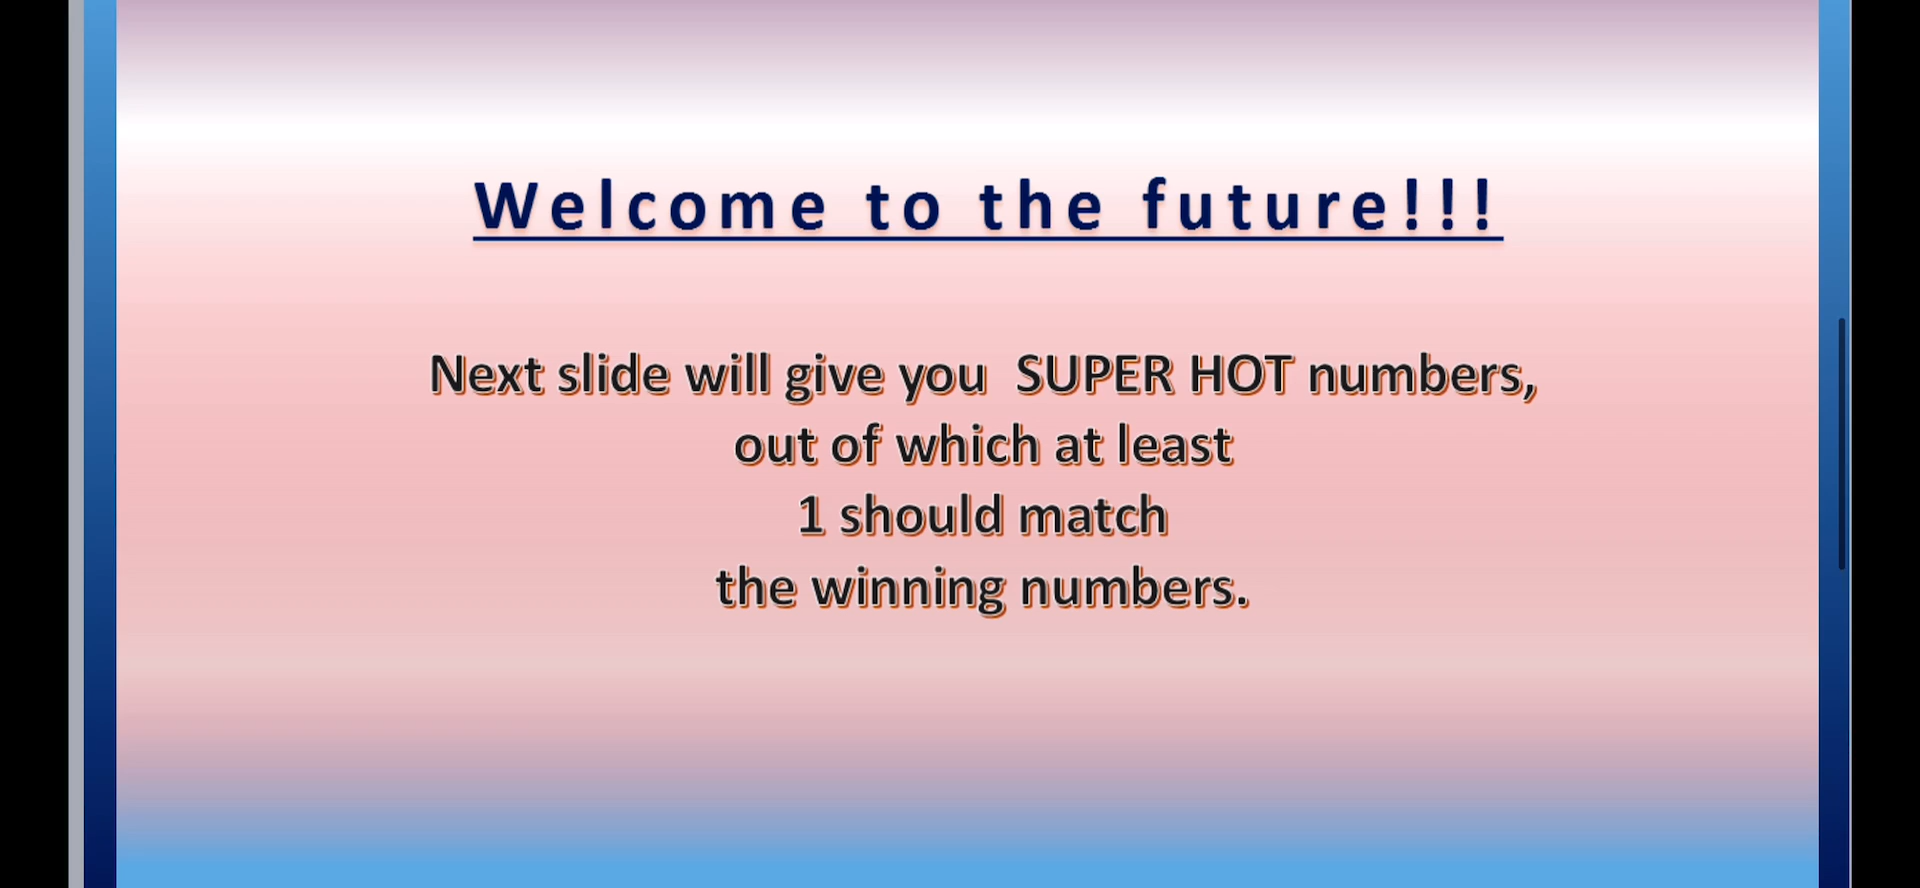 Welcome to the future!!!
Next slide will give you  SUPER HOT numbers,
out of which at least
1 should match
the winning numbers.